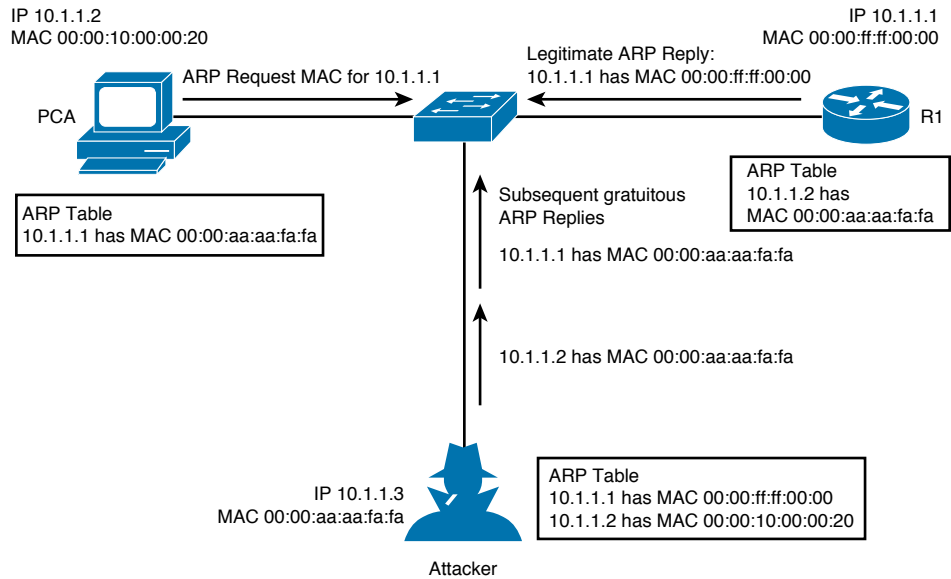 IP 10.1.1.2
MAC 00:00:10:00:00:20
IP 10.1.1.1
MAC 00:00:ff:ff:00:00
ARP Request MAC for 10.1.1.1
Legitimate ARP Reply:
10.1.1.1 has MAC 00:00:ff:ff:00:00
PCA
R1
ARP Table
10.1.1.1 has MAC 00:00:aa:aa:fa:fa
Subsequent gratuitous
ARP Replies
10.1.1.1 has MAC 00:00:aa:aa:fa:fa
ARP Table
10.1.1.2 has
MAC 00:00:aa:aa:fa:fa
10.1.1.2 has MAC 00:00:aa:aa:fa:fa
IP 10.1.1.3
MAC 00:00:aa:aa:fa:fa
ARP Table
10.1.1.1 has MAC 00:00:ff:ff:00:00
10.1.1.2 has MAC 00:00:10:00:00:20
Attacker